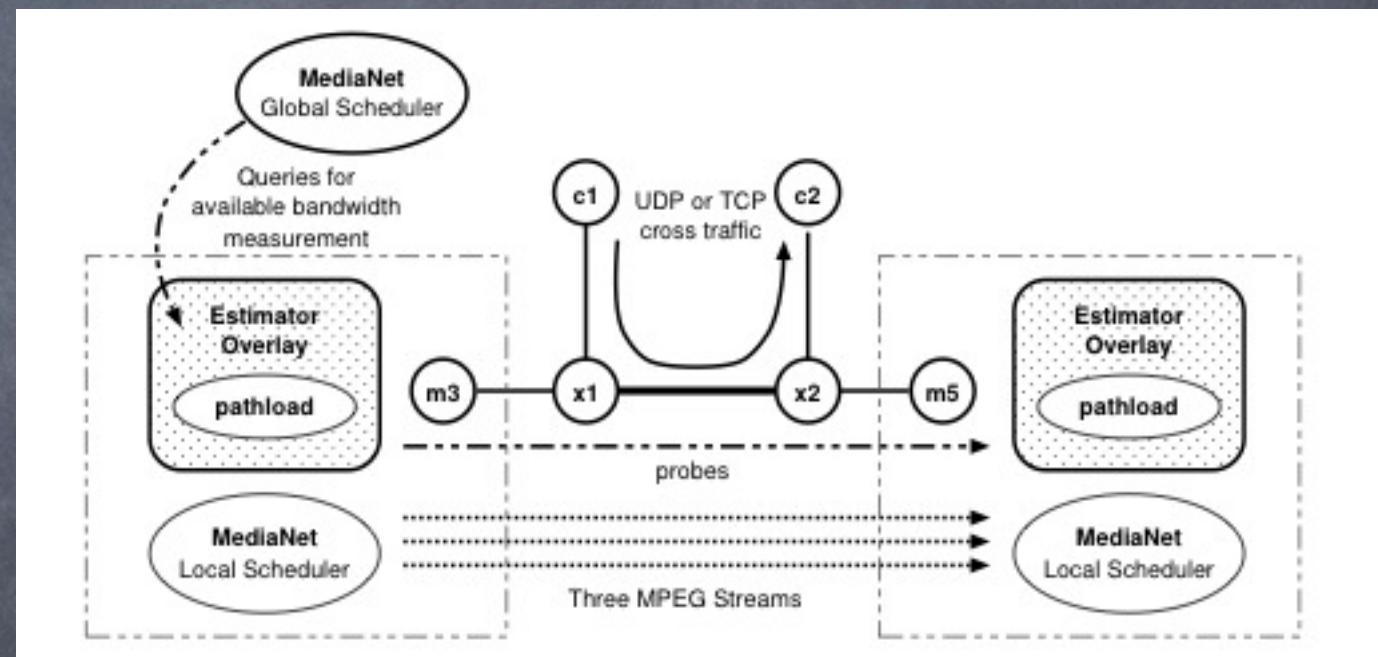 MediaNet
Global Scheduler
Queries for
available bandwidth
measurement
c1
UDP or TCP
cross traffic
c2
Estimator
Overlay
pathload
m3
x1
x2
m5
Estimator
Overlay
pathload
probes
MediaNet
Local Scheduler
Three MPEG Streams
MediaNet
Local Scheduler